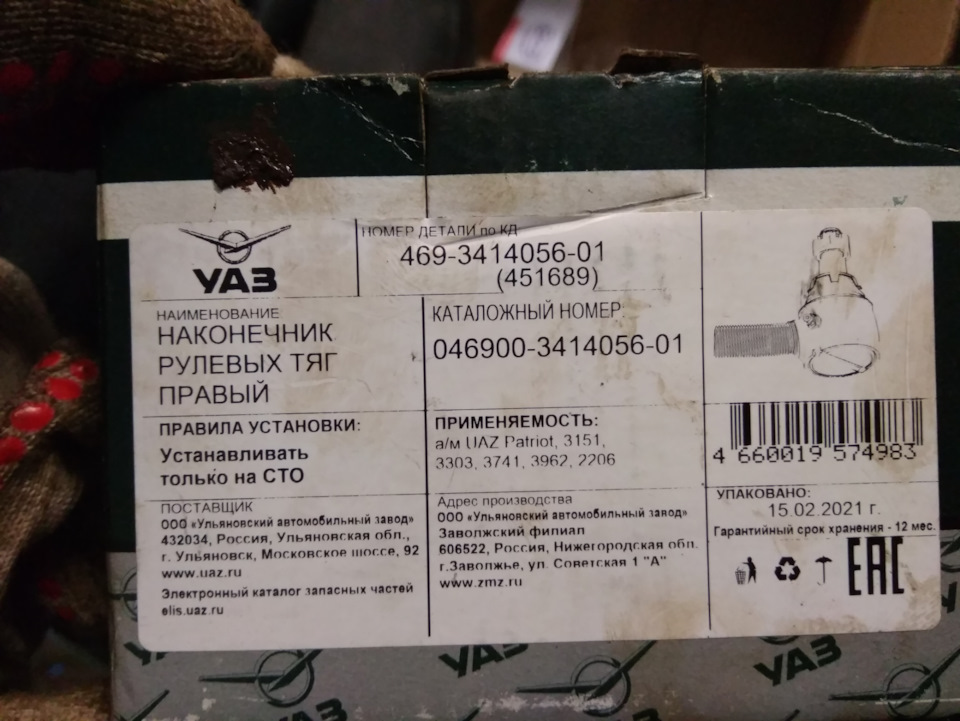 УАЗ
НОМЕР ДЕТАЛИ по КД
469-3414056-01
(451689)
НАИМЕНОВАНИЕ
НАКОНЕЧНИК
РУЛЕВЫХ ТЯГ
ПРАВЫЙ
КАТАЛОЖНЫЙ НОМЕР:
046900-3414056-01
ПРАВИЛА УСТАНОВКИ:
Устанавливать
только на СТО
ПРИМЕНЯЕМОСТЬ:
а/м UAZ Patriot, 3151,
3303, 3741, 3962, 2206
4 660019 574983
ПОСТАВЩИК
ООО «Ульяновский автомобильный завод»
432034, Россия, Ульяновская обл.,
г. Ульяновск, Московское шоссе, 92
www.uaz.ru
Электронный каталог запасных частей
elis.uaz.ru
Адрес производства
ООО «Ульяновский автомобильный завод»
Заволжский филиал
606522, Россия, Нижегородская обл.
г.Заволжье, ул. Советская 1 "А"
www.zmz.ru
УПАКОВАНО:
15.02.2021 г.
Гарантийный срок хранения - 12 мес.
ЕАС
УАЗ
УАЗ
УАЗ